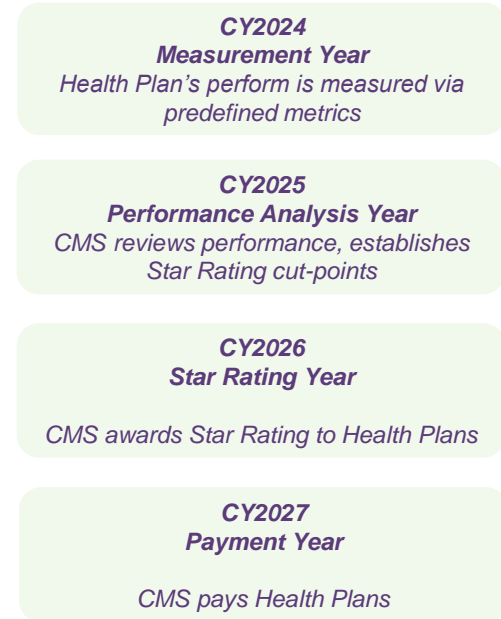 CY2024
Measurement Year
Health Plan's perform is measured via
predefined metrics
CY2025
Performance Analysis Year
CMS reviews performance, establishes
Star Rating cut-points
CY2026
Star Rating Year
CMS awards Star Rating to Health Plans
CY2027
Payment Year
CMS pays Health Plans